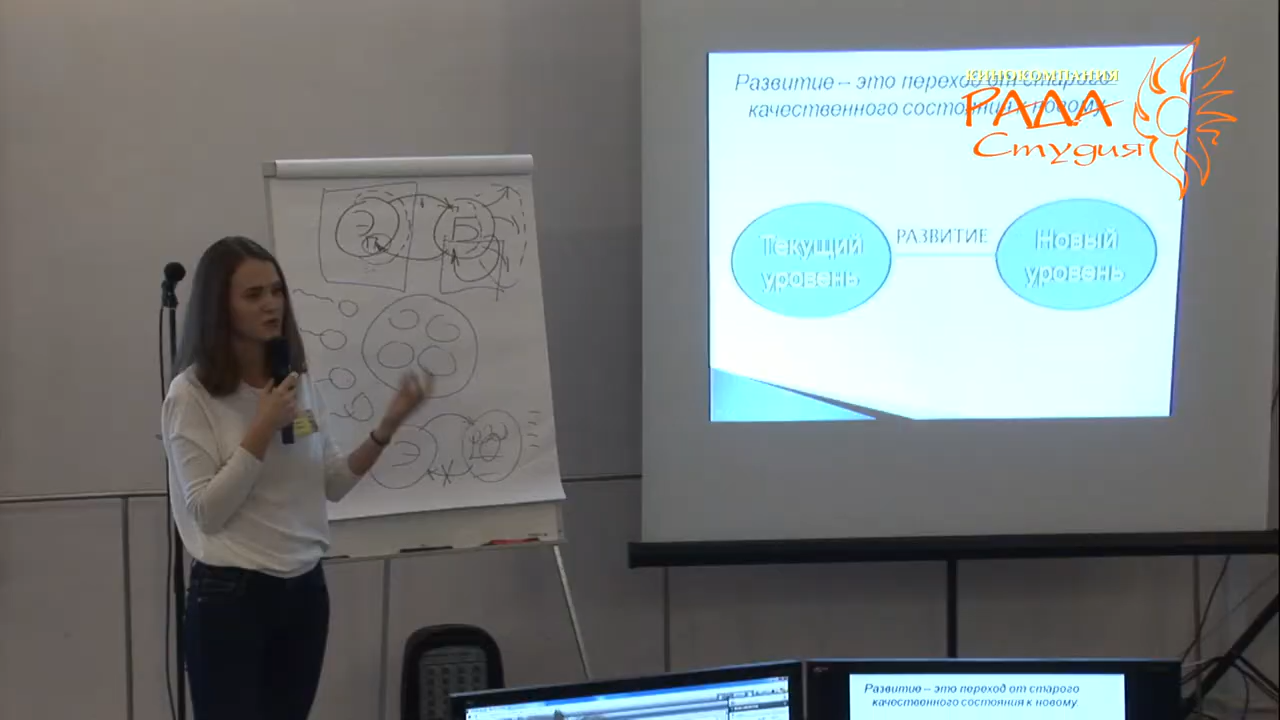 КИНОКОМПАНИЯ
РАДА
Студия
Развитие – это переход от старого
качественного состояния к новому
Текущий
уровень
РАЗВИТИЕ
Новый
уровень
Э
Б
Э
Развитие – это переход от старого
качественного состояния к новому